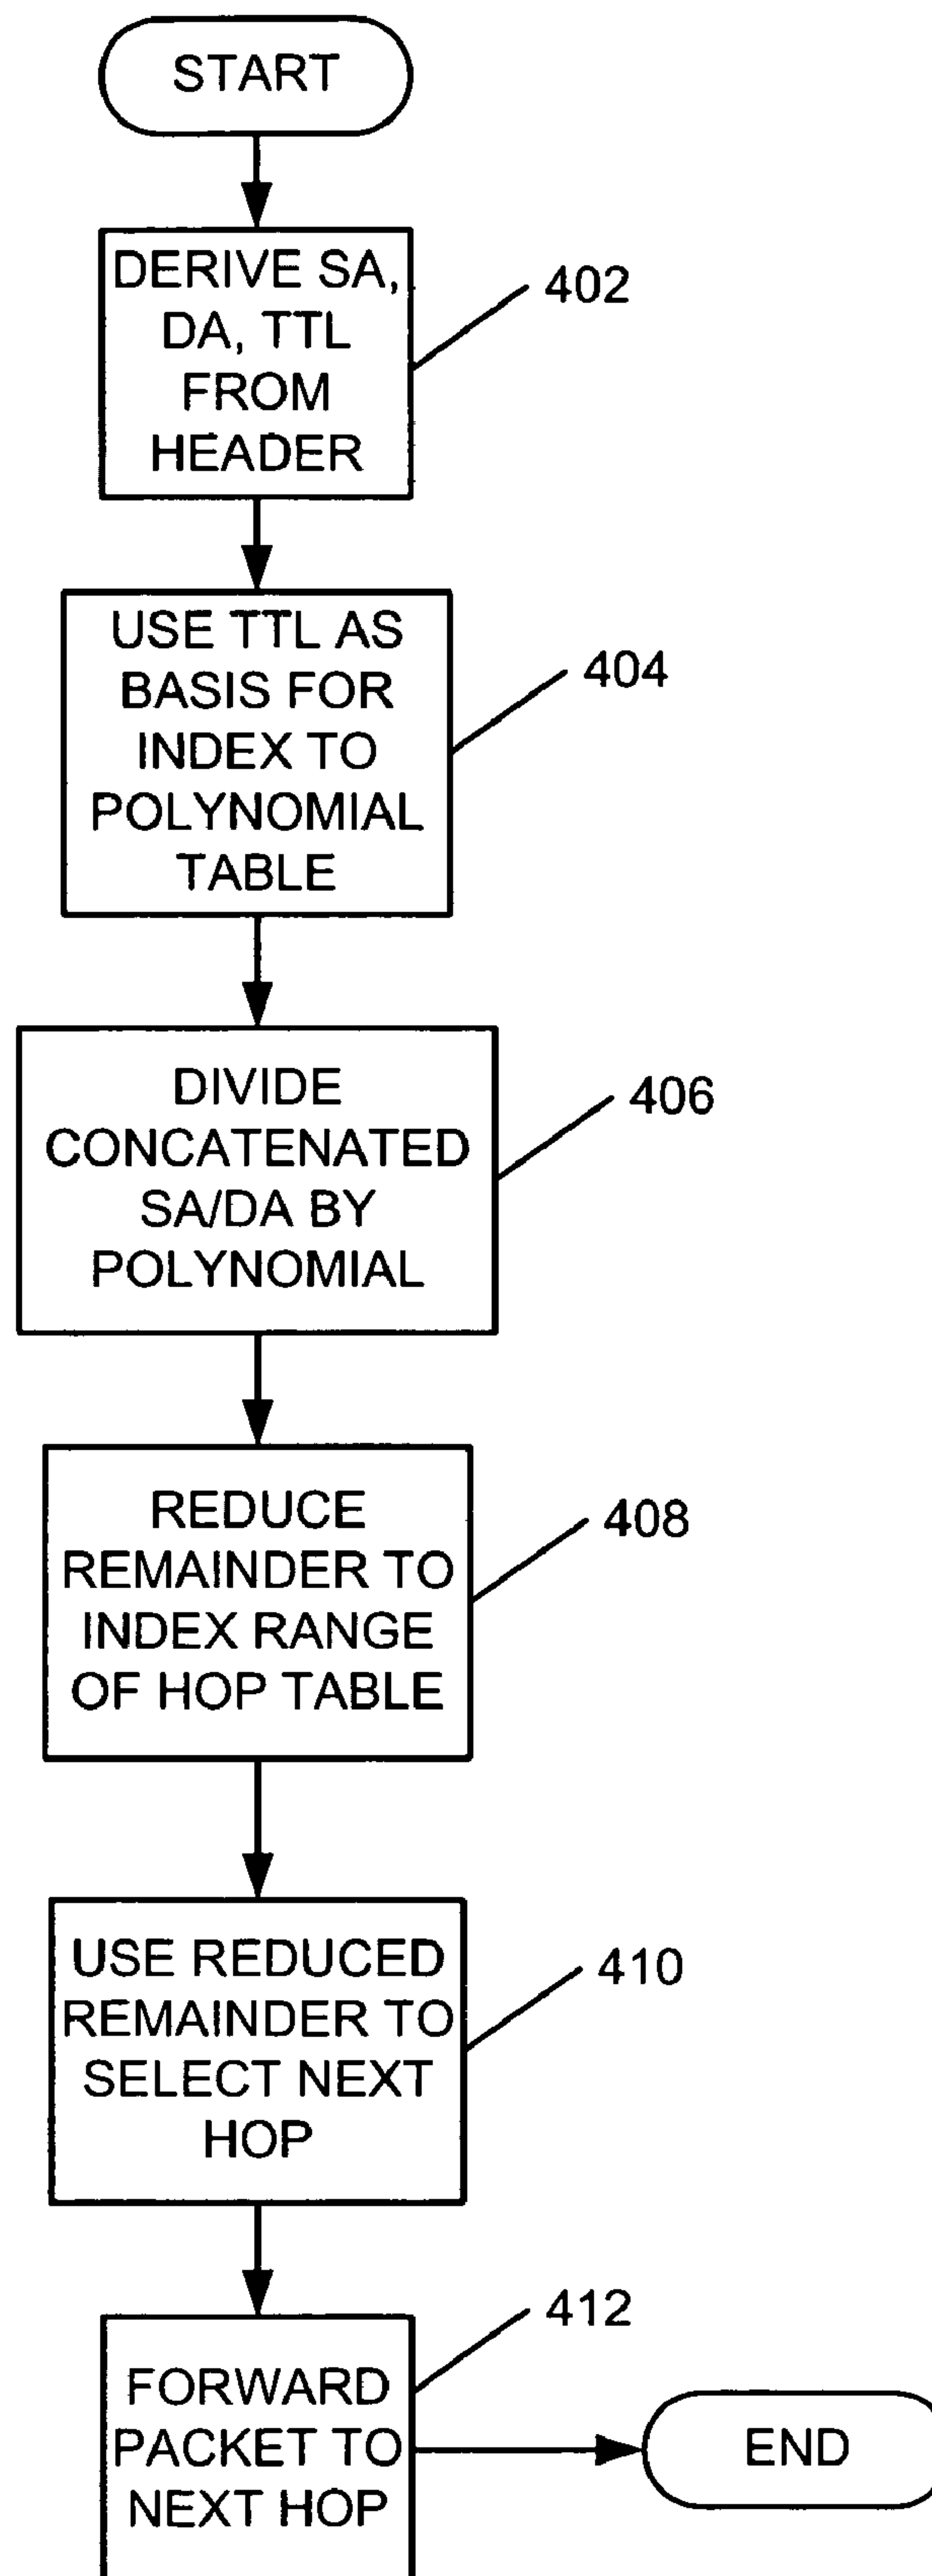 START
DERIVE SA,
DA, TTL
FROM
HEADER
402
USE TTL AS
BASIS FOR
INDEX TO
POLYNOMIAL
TABLE
404
DIVIDE
CONCATENATED
SA/DA BY
POLYNOMIAL
406
REDUCE
REMAINDER TO
INDEX RANGE
OF HOP TABLE
408
USE REDUCED
REMAINDER TO
SELECT NEXT
HOP
410
FORWARD
PACKET TO
NEXT HOP
412
END